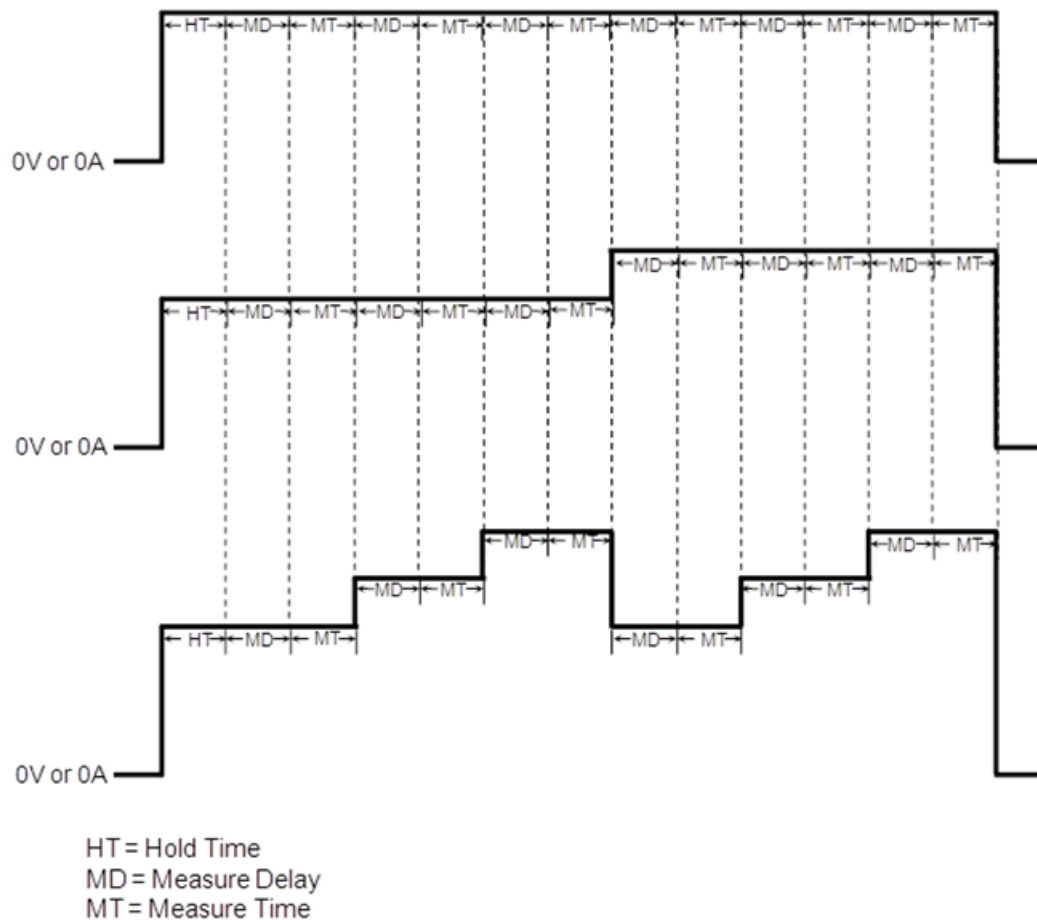 HT MD MT MD MT MD MT MD MT MD MT MD MT
0V or 0A
MD MT MD MT MD MT
HT MD MT MD MT MD MT
0V or 0A
MD MT MD MT
MD MT MD MT
HT MD MT MD MT
0V or 0A
HT = Hold Time
MD = Measure Delay
MT = Measure Time